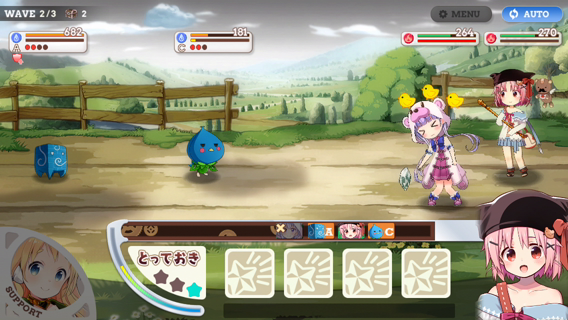 WAVE 2/3 2
MENU
AUTO
682
A
181
C
264
270
A
C
とっておき
SUPPORT